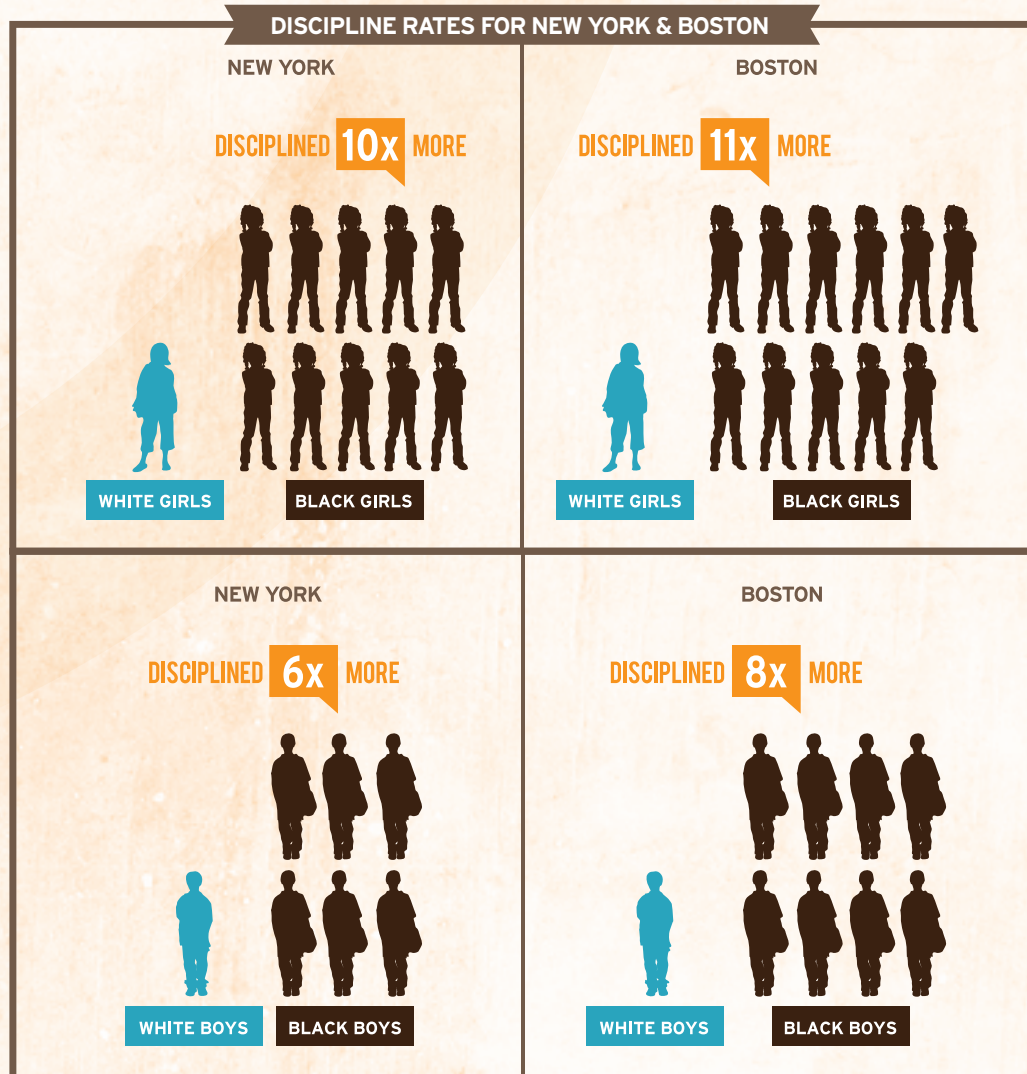 DISCIPLINE RATES FOR NEW YORK & BOSTON
NEW YORK
DISCIPLINED 10x MORE
WHITE GIRLS
BLACK GIRLS
BOSTON
DISCIPLINED 11x MORE
WHITE GIRLS
BLACK GIRLS
NEW YORK
DISCIPLINED 6x MORE
WHITE BOYS
BLACK BOYS
BOSTON
DISCIPLINED 8x MORE
WHITE BOYS
BLACK BOYS